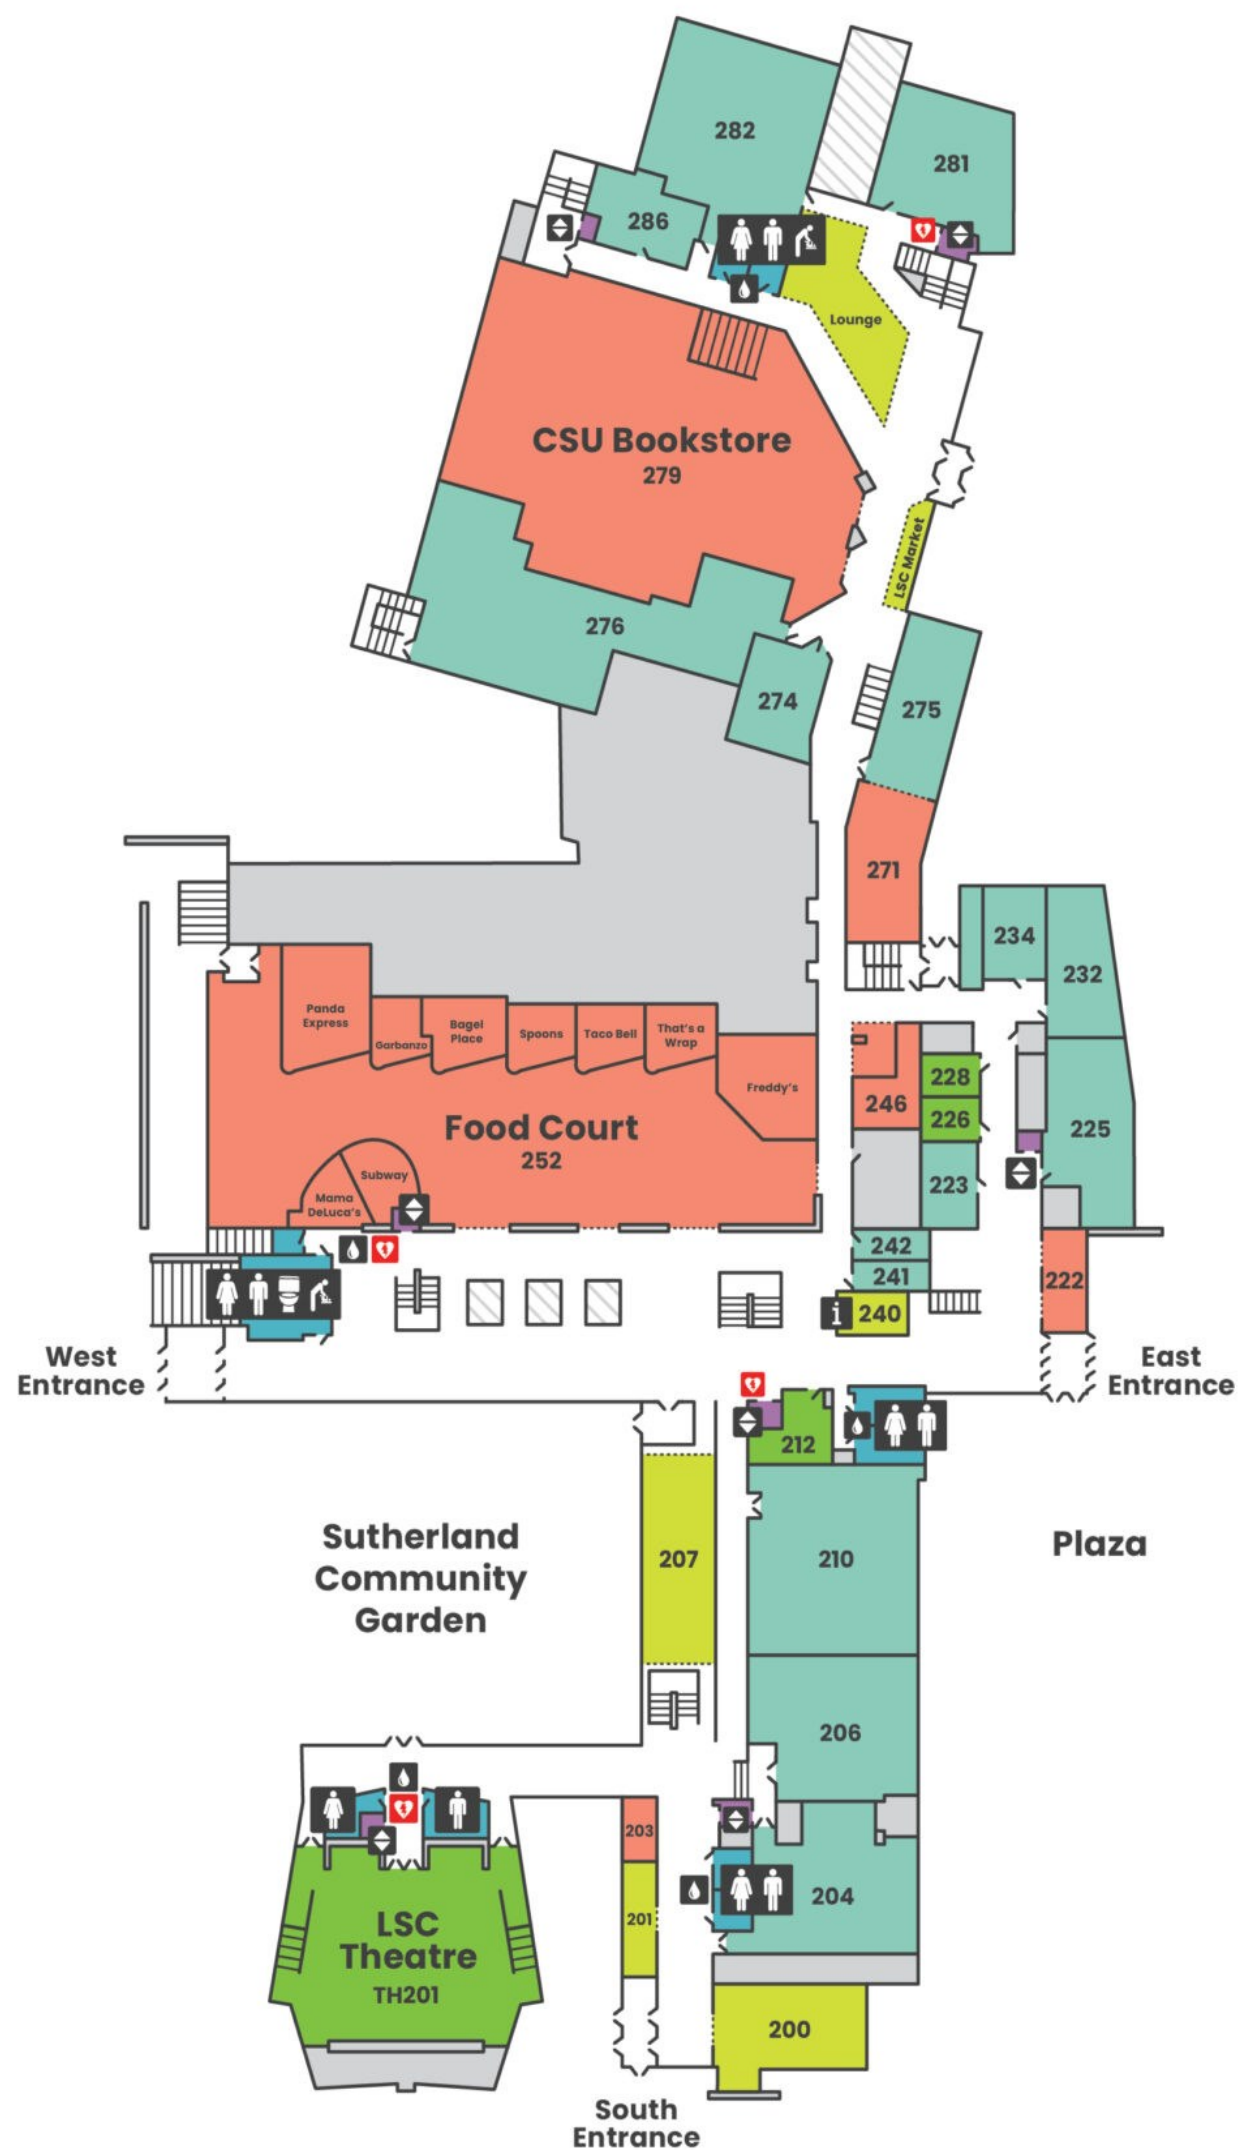 282
281
286
Lounge
CSU Bookstore
279
LSC Market
276
274
275
271
234
232
Panda
Express
Garbanzo
Bagel
Place
Spoons
Taco Bell
That's a
Wrap
Freddy's
246
228
226
225
223
Food Court
252
Subway
Mama
DeLuca's
242
241
i
240
222
West
Entrance
East
Entrance
212
Sutherland
Community
Garden
207
210
Plaza
206
203
204
201
LSC
Theatre
TH201
200
South
Entrance